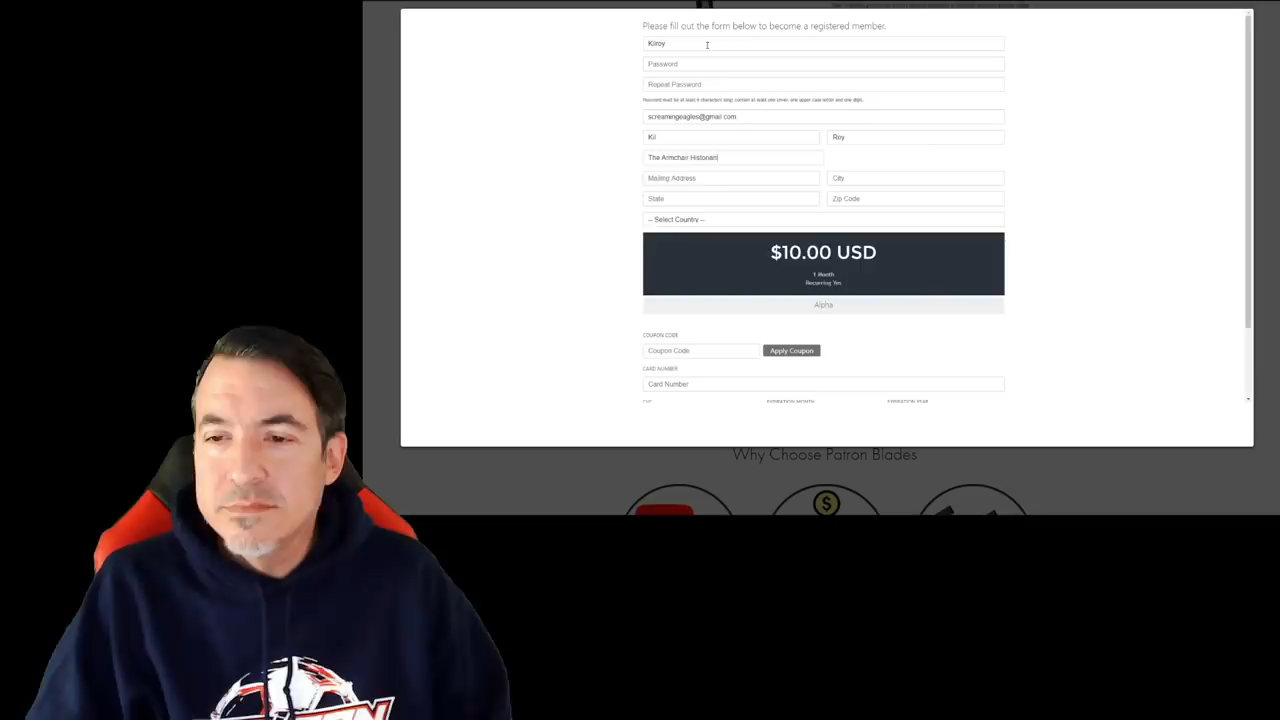 Please fill out the form below to become a registered member.
Kilroy
Password
Repeat Password
screamingeagles@gmail.com
Kil
Roy
The Armchair Historian
Mailing Address
City
State
Zip Code
-- Select Country --
$10.00 USD
1 Month
Recurring Yes
Alpha
COUPON CODE
Coupon Code
Apply Coupon
CARD NUMBER
Card Number
Why Choose Patron Blades